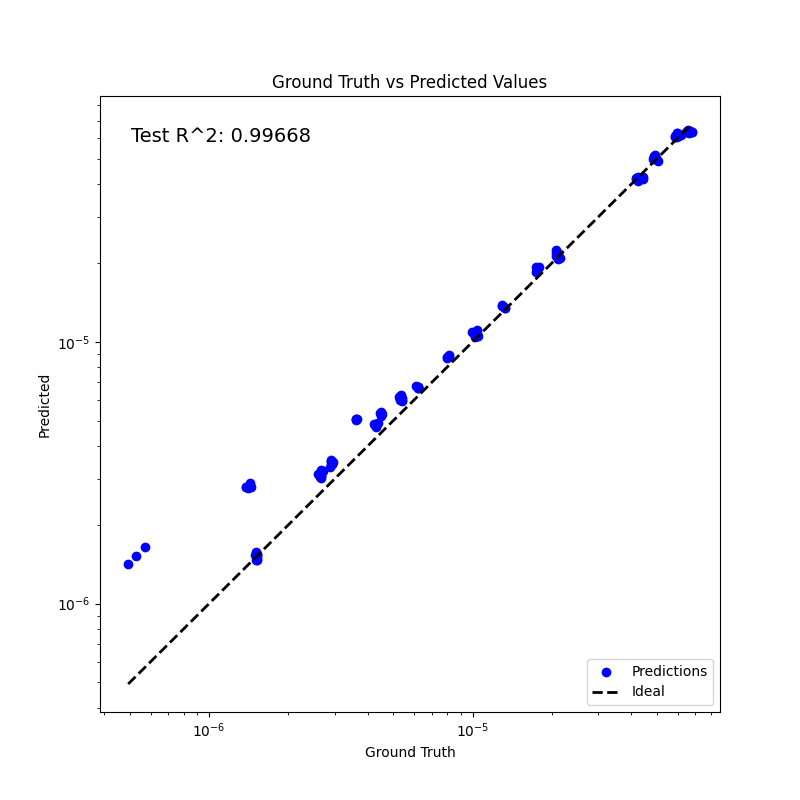 Ground Truth vs Predicted Values
Test R^2: 0.99668
Predicted
10⁻⁵
10⁻⁶
10⁻⁶
10⁻⁵
Ground Truth
Predictions
Ideal